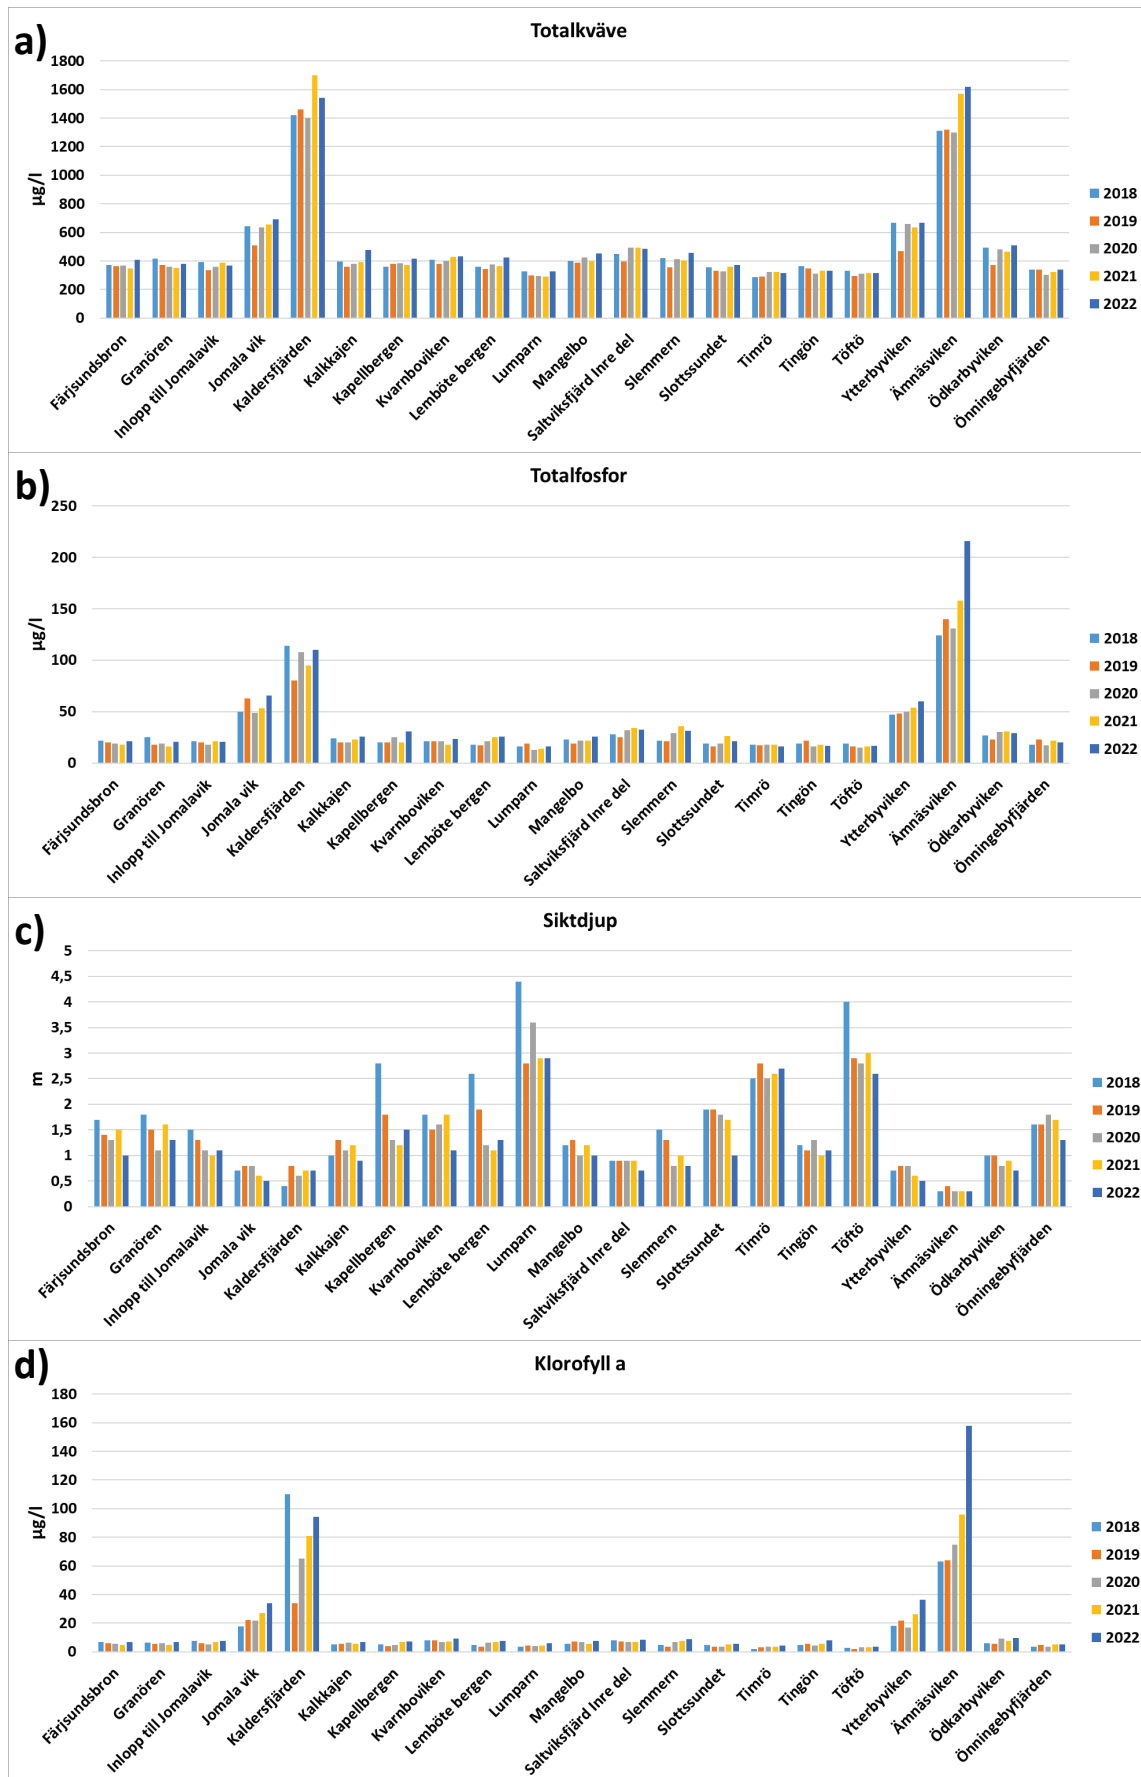 a)
Totalkväve
1800
1600
1400
1200
1000
800
600
400
200
0
µg/l
Färjsundsbron
Granören
Inlopp till Jomalavik
Jomala vik
Kaldersfjärden
Kalkkajen
Kapellbergen
Kvarnboviken
Lemböte bergen
Lumparn
Mangelbo
Saltviksfjärd Inre del
Slemmern
Slottssundet
Timrö
Tingön
Töftö
Ytterbyviken
Ämnäsviken
Ödkarbyviken
Önningebyfjärden
2018
2019
2020
2021
2022
b)
Totalfosfor
250
200
150
100
50
0
µg/l
Färjsundsbron
Granören
Inlopp till Jomalavik
Jomala vik
Kaldersfjärden
Kalkkajen
Kapellbergen
Kvarnboviken
Lemböte bergen
Lumparn
Mangelbo
Saltviksfjärd Inre del
Slemmern
Slottssundet
Timrö
Tingön
Töftö
Ytterbyviken
Ämnäsviken
Ödkarbyviken
Önningebyfjärden
2018
2019
2020
2021
2022
c)
Siktdjup
5
4,5
4
3,5
3
2,5
2
1,5
1
0,5
0
m
Färjsundsbron
Granören
Inlopp till Jomalavik
Jomala vik
Kaldersfjärden
Kalkkajen
Kapellbergen
Kvarnboviken
Lemböte bergen
Lumparn
Mangelbo
Saltviksfjärd Inre del
Slemmern
Slottssundet
Timrö
Tingön
Töftö
Ytterbyviken
Ämnäsviken
Ödkarbyviken
Önningebyfjärden
2018
2019
2020
2021
2022
d)
Klorofyll a
180
160
140
120
100
80
60
40
20
0
µg/l
Färjsundsbron
Granören
Inlopp till Jomalavik
Jomala vik
Kaldersfjärden
Kalkkajen
Kapellbergen
Kvarnboviken
Lemböte bergen
Lumparn
Mangelbo
Saltviksfjärd Inre del
Slemmern
Slottssundet
Timrö
Tingön
Töftö
Ytterbyviken
Ämnäsviken
Ödkarbyviken
Önningebyfjärden
2018
2019
2020
2021
2022